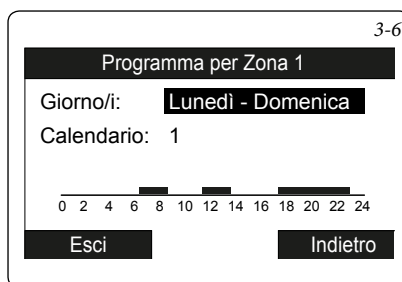 3-6
Programma per Zona 1
Giorno/i: Lunedì - Domenica
Calendario: 1
0 2 4 6 8 10 12 14 16 18 20 22 24
Esci Indietro